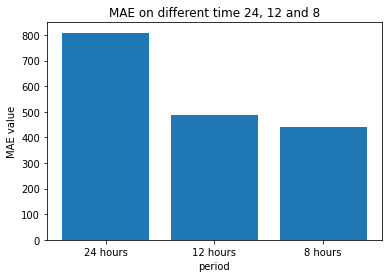 MAE on different time 24, 12 and 8
MAE value
800
700
600
500
400
300
200
100
0
24 hours
12 hours
8 hours
period